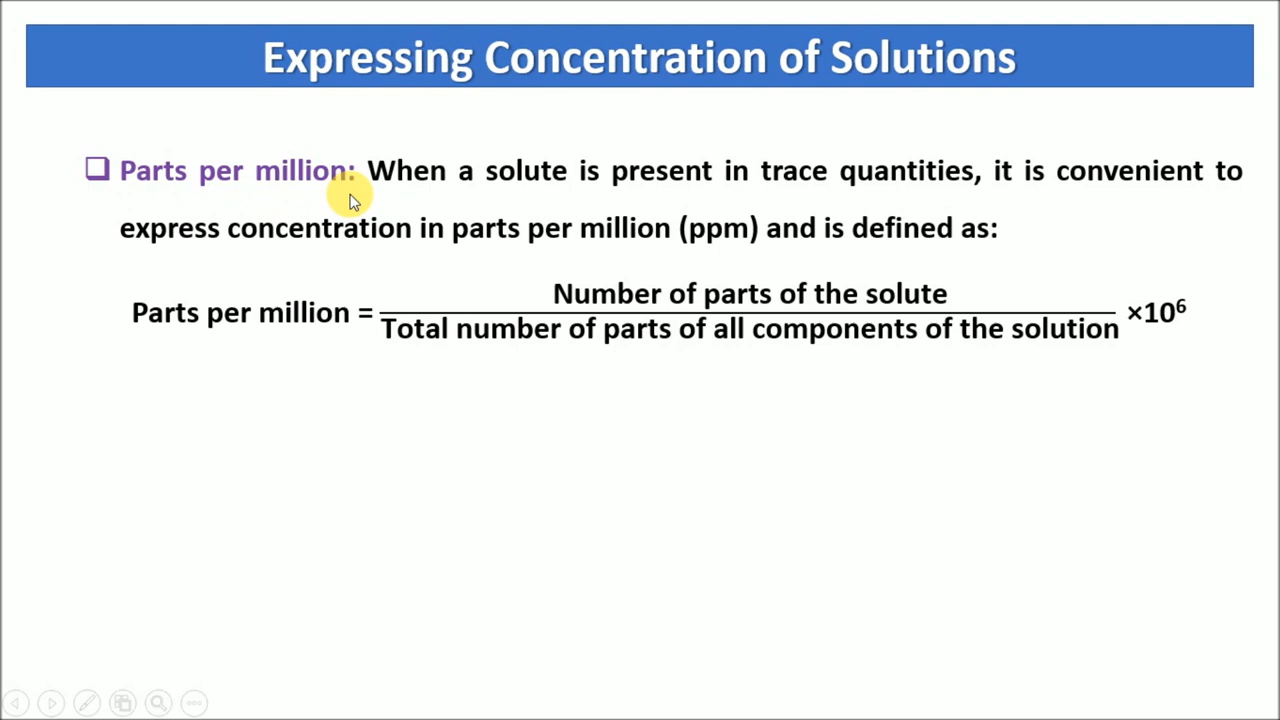 Expressing Concentration of Solutions
❑ Parts per million: When a solute is present in trace quantities, it is convenient to
express concentration in parts per million (ppm) and is defined as:
Number of parts of the solute
Parts per million = ×10⁶
Total number of parts of all components of the solution